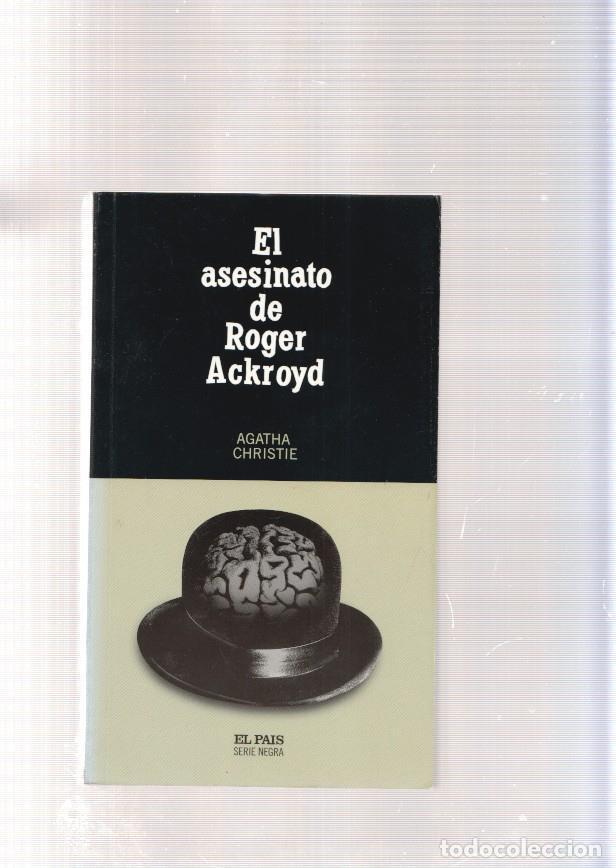 El
asesinato
de
Roger
Ackroyd
AGATHA
CHRISTIE
EL PAIS
SERIE NEGRA
todocoleccion